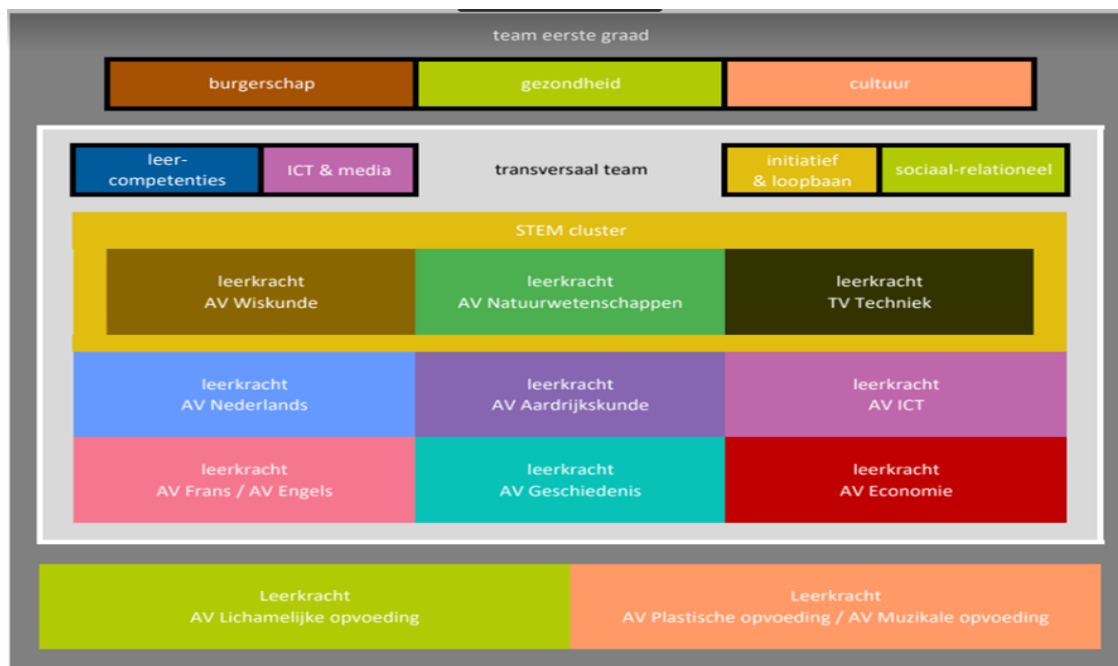 team eerste graad
burgerschap
gezondheid
cultuur
leer-
competenties
ICT & media
transversaal team
initiatief
& loopbaan
sociaal-relationeel
STEM cluster
leerkracht
AV Wiskunde
leerkracht
AV Natuurwetenschappen
leerkracht
TV Techniek
leerkracht
AV Nederlands
leerkracht
AV Aardrijkskunde
leerkracht
AV ICT
leerkracht
AV Frans / AV Engels
leerkracht
AV Geschiedenis
leerkracht
AV Economie
Leerkracht
AV Lichamelijke opvoeding
Leerkracht
AV Plastische opvoeding / AV Muzikale opvoeding